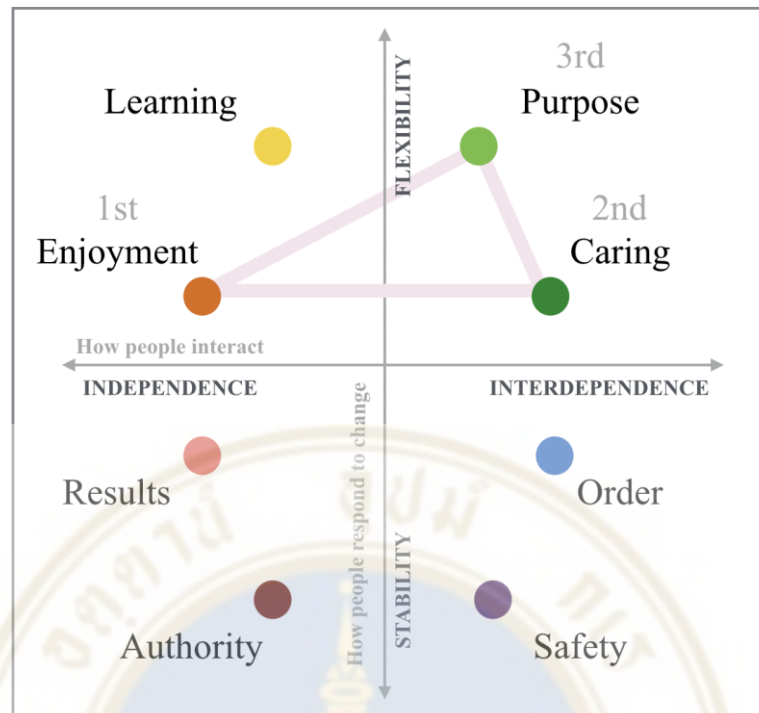 3rd
Learning
Purpose
FLEXIBILITY
1st
2nd
Enjoyment
Caring
How people interact
INDEPENDENCE
INTERDEPENDENCE
How people respond to change
Results
Order
STABILITY
Authority
Safety